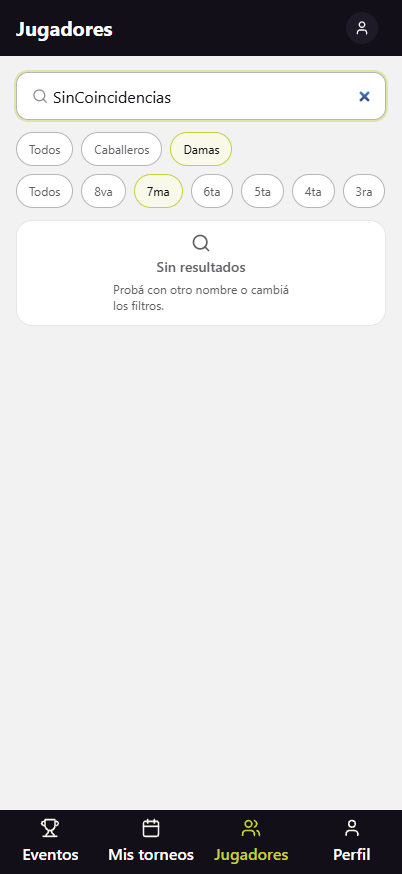 Jugadores
SinCoincidencias
Todos Caballeros Damas
Todos 8va 7ma 6ta 5ta 4ta 3ra
Sin resultados
Probá con otro nombre o cambiá
los filtros.
Eventos Mis torneos Jugadores Perfil